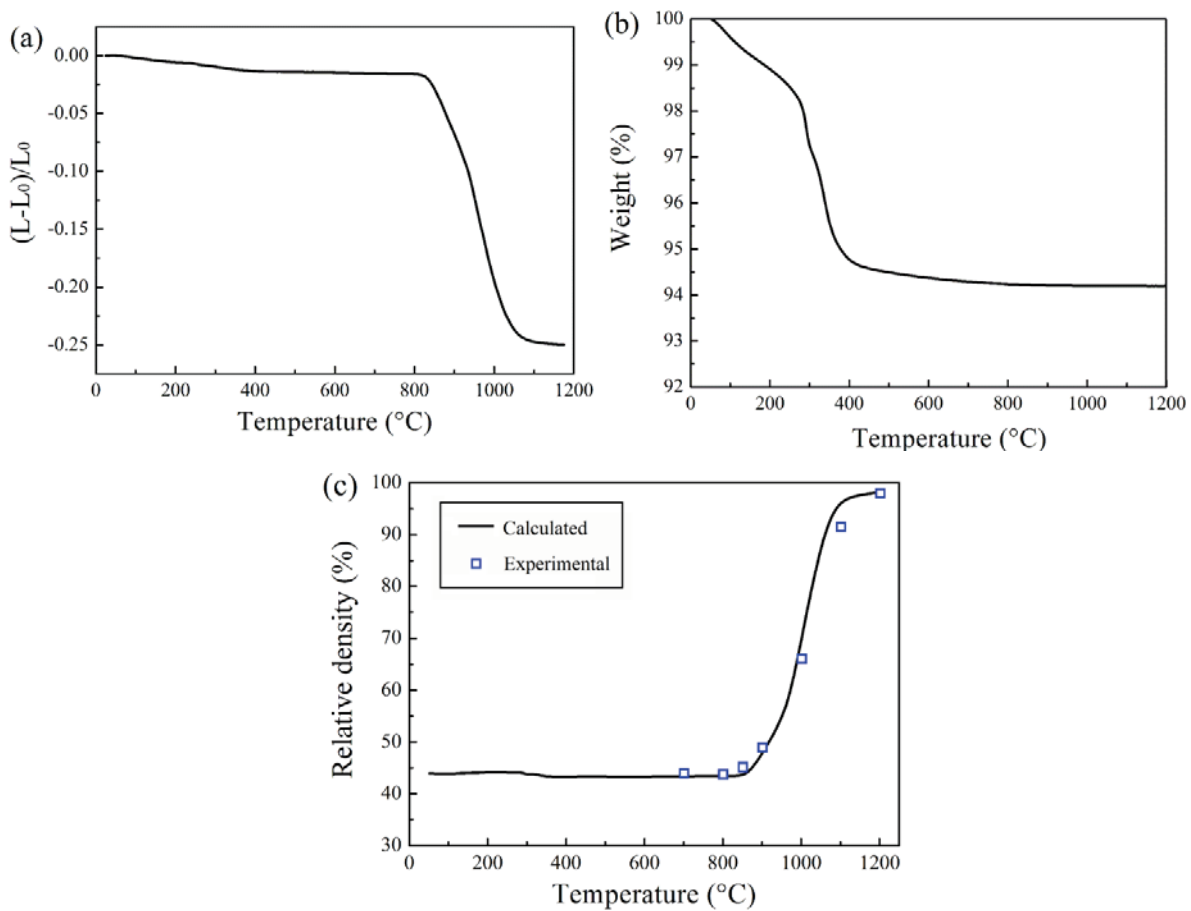 (a)
0.00
-0.05
-0.10
-0.15
-0.20
-0.25
(L-L₀)/L₀
0 200 400 600 800 1000 1200
Temperature (°C)
(b)
100
99
98
97
96
95
94
93
92
Weight (%)
0 200 400 600 800 1000 1200
Temperature (°C)
(c)
100
90
80
70
60
50
40
30
Relative density (%)
Calculated
Experimental
0 200 400 600 800 1000 1200
Temperature (°C)